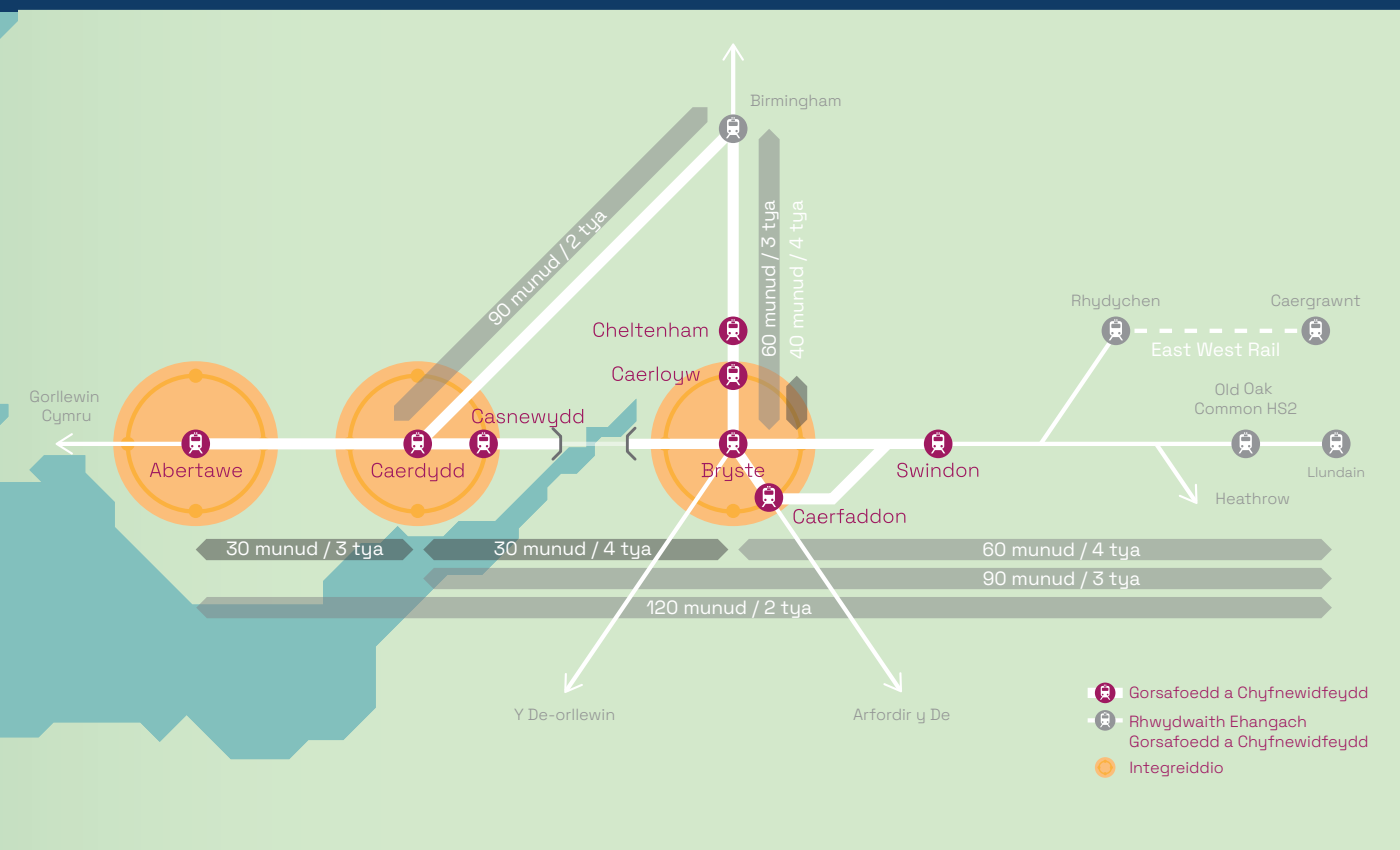 Birmingham
90 munud / 2 tya
60 munud / 3 tya
40 munud / 4 tya
Rhydychen
Caergrawnt
Cheltenham
East West Rail
Caerloyw
Gorllewin
Cymru
Old Oak
Common HS2
Casnewydd
Abertawe
Caerdydd
Bryste
Swindon
Llundain
Heathrow
Caerfaddon
30 munud / 3 tya
30 munud / 4 tya
60 munud / 4 tya
90 munud / 3 tya
120 munud / 2 tya
Y De-orllewin
Arfordir y De
Gorsafoedd a Chyfnewidfeydd
Rhwydwaith Ehangach
Gorsafoedd a Chyfnewidfeydd
Integreiddio